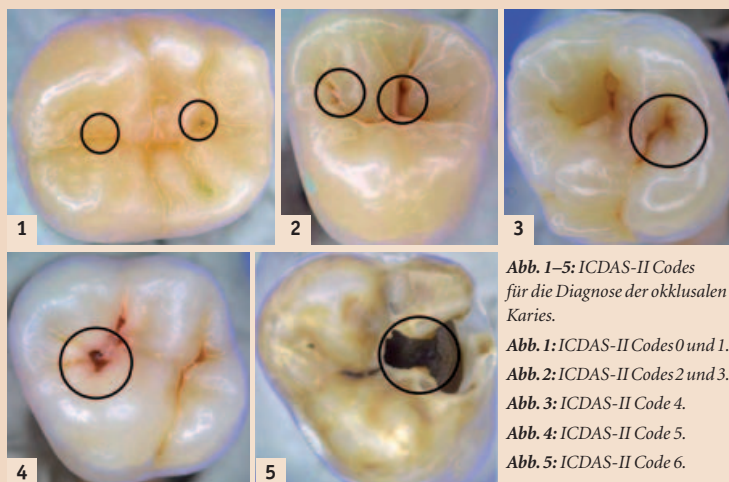 1
2
3
4
5
Abb. 1–5: ICDAS-II Codes
für die Diagnose der okklusalen
Karies.
Abb. 1: ICDAS-II Codes 0 und 1.
Abb. 2: ICDAS-II Codes 2 und 3.
Abb. 3: ICDAS-II Code 4.
Abb. 4: ICDAS-II Code 5.
Abb. 5: ICDAS-II Code 6.